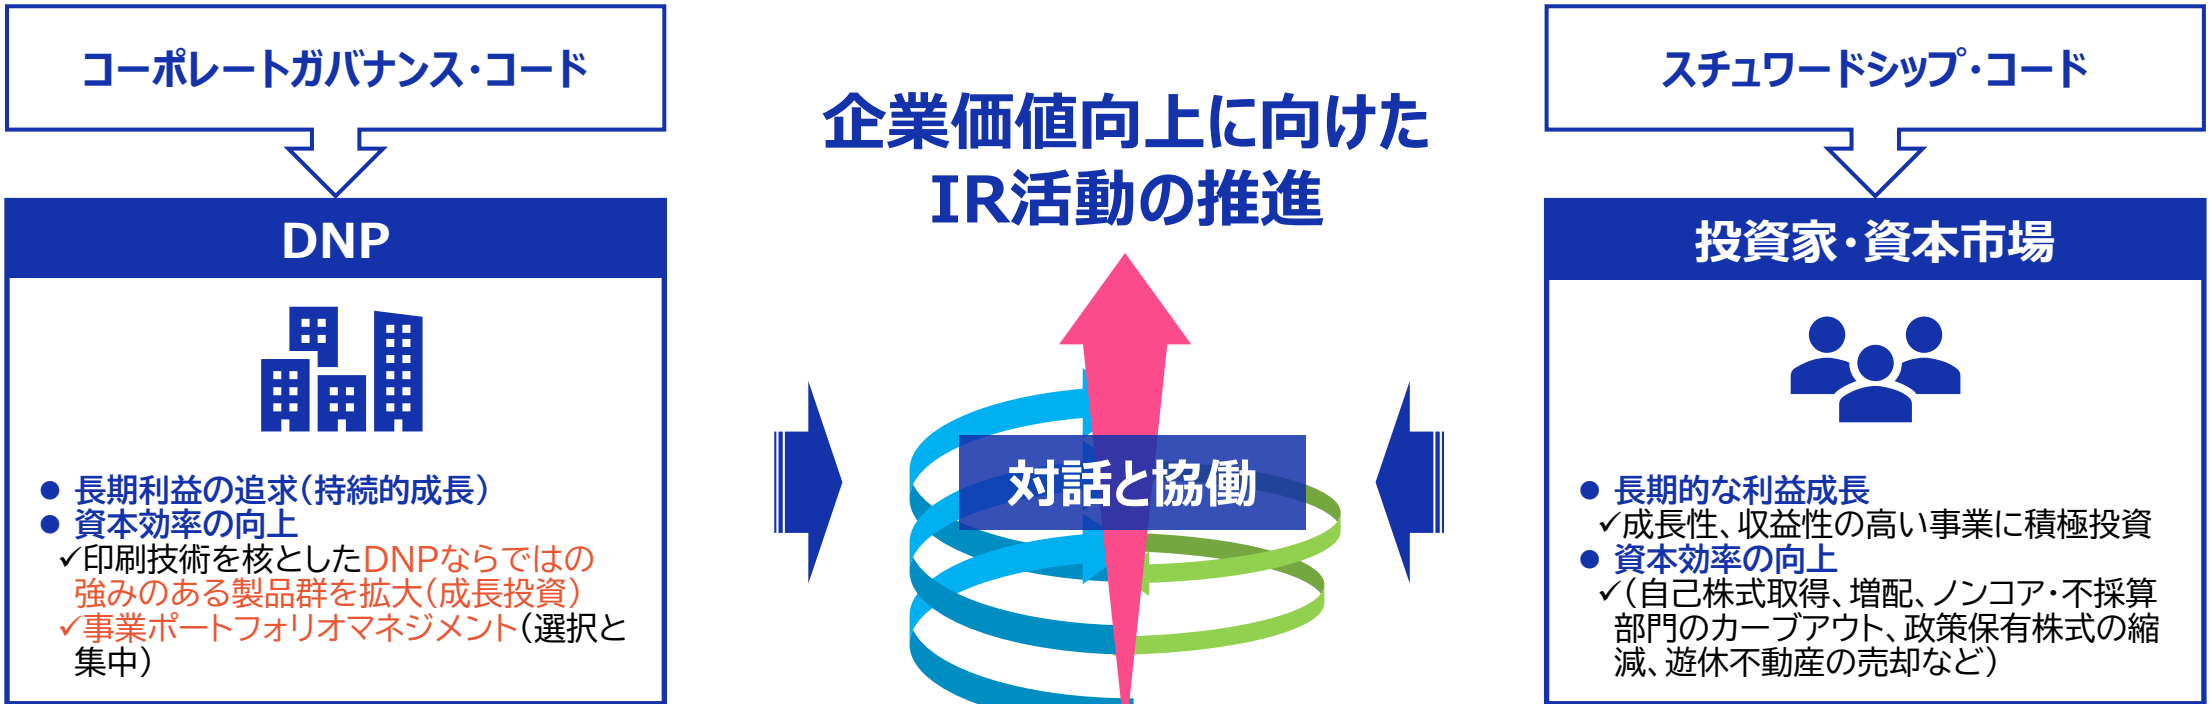 コーポレートガバナンス・コード
DNP
●長期利益の追求(持続的成長)
●資本効率の向上
✓印刷技術を核としたDNPならではの
強みのある製品群を拡大(成長投資)
✓事業ポートフォリオマネジメント(選択と
集中)
企業価値向上に向けた
IR活動の推進
対話と協働
スチュワードシップ・コード
投資家・資本市場
●長期的な利益成長
✓成長性、収益性の高い事業に積極投資
●資本効率の向上
✓(自己株式取得、増配、ノンコア・不採算
部門のカーブアウト、政策保有株式の縮
減、遊休不動産の売却など)